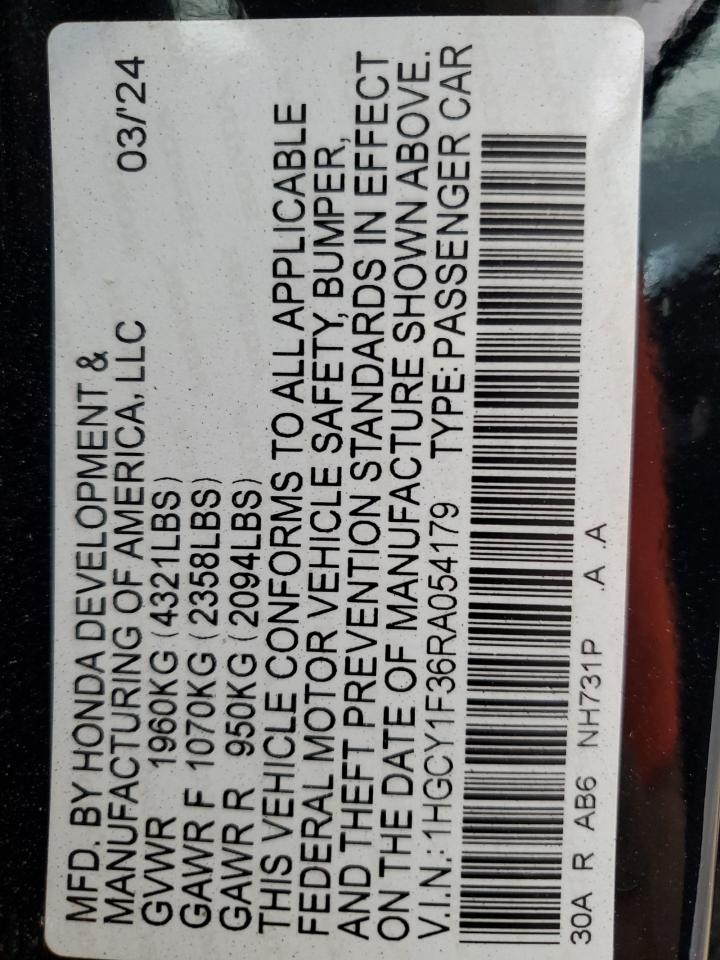 MFD. BY HONDA DEVELOPMENT &
MANUFACTURING OF AMERICA, LLC 03/'24
GVWR 1960KG (4321LBS)
GAWR F 1070KG (2358LBS)
GAWR R 950KG (2094LBS)
THIS VEHICLE CONFORMS TO ALL APPLICABLE
FEDERAL MOTOR VEHICLE SAFETY, BUMPER,
AND THEFT PREVENTION STANDARDS IN EFFECT
ON THE DATE OF MANUFACTURE SHOWN ABOVE.
V.I.N.: 1HGCY1F36RA054179 TYPE: PASSENGER CAR
30A R AB6 NH731P .A .A